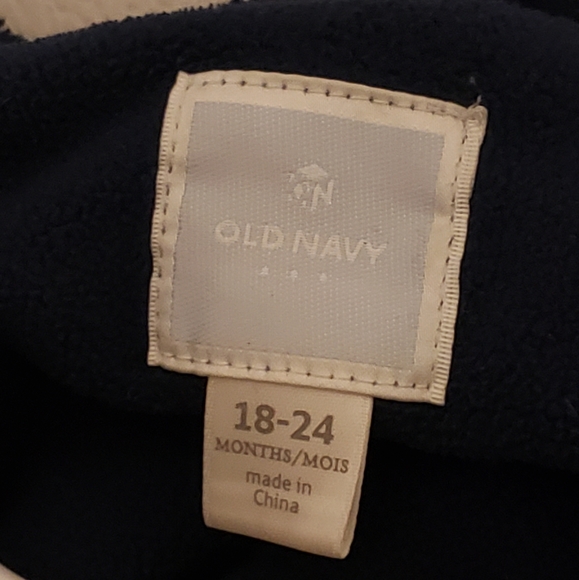 ON
OLD NAVY
18-24
MONTHS/MOIS
made in
China